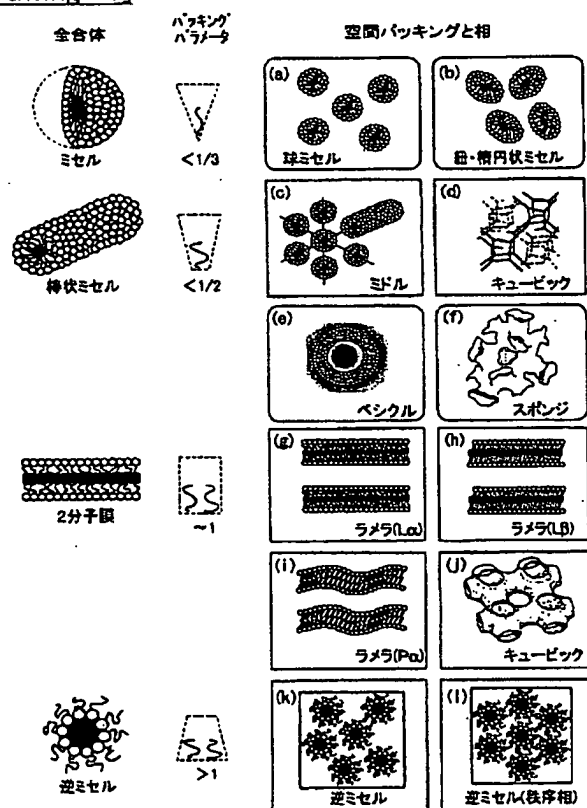 会合体
パッキング
パラメータ
空間パッキングと相
ミセル
<1/3
(a)
球ミセル
(b)
紐・楕円状ミセル
棒状ミセル
<1/2
(c)
ミドル
(d)
キュービック
(e)
ベシクル
(f)
スポンジ
2分子膜
~1
(g)
ラメラ(Lα)
(h)
ラメラ(Lβ)
(i)
ラメラ(Pα)
(j)
キュービック
逆ミセル
>1
(k)
逆ミセル
(l)
逆ミセル(秩序相)